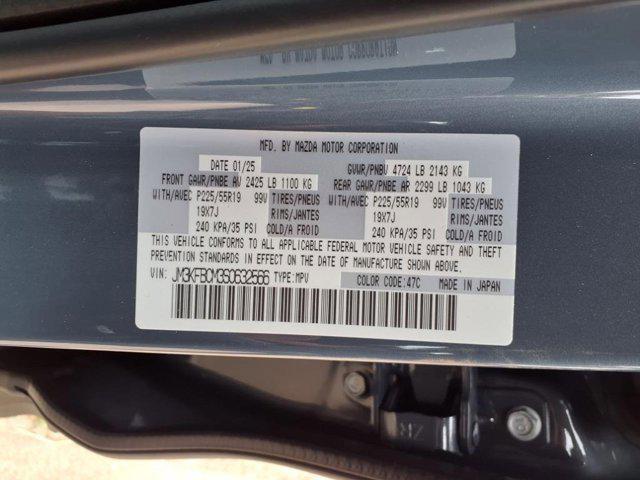 MFD. BY MAZDA MOTOR CORPORATION
DATE 01/25
GVWR/PNBV 4724 LB 2143 KG
FRONT GAWR/PNBE AV 2425 LB 1100 KG
REAR GAWR/PNBE AR 2299 LB 1043 KG
WITH/AVEC P225/55R19 99V TIRES/PNEUS
19X7J RIMS/JANTES
240 KPA/35 PSI COLD/A FROID
WITH/AVEC P225/55R19 99V TIRES/PNEUS
19X7J RIMS/JANTES
240 KPA/35 PSI COLD/A FROID
THIS VEHICLE CONFORMS TO ALL APPLICABLE FEDERAL MOTOR VEHICLE SAFETY AND THEFT
PREVENTION STANDARDS IN EFFECT ON THE DATE OF MANUFACTURE SHOWN ABOVE.
VIN: TYPE:MPV COLOR CODE:47C MADE IN JAPAN